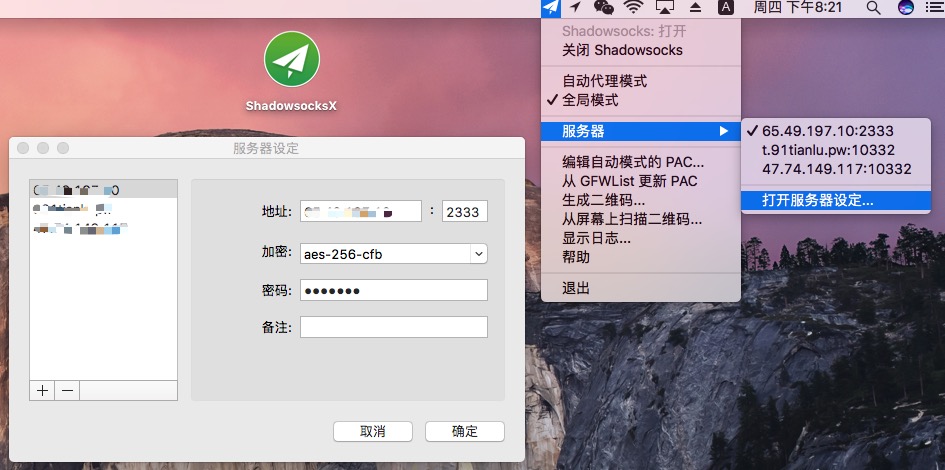 A
周四 下午8:21
Shadowsocks: 打开
关闭 Shadowsocks
自动代理模式
✓ 全局模式
服务器
编辑自动模式的 PAC...
从 GFWList 更新 PAC
生成二维码...
从屏幕上扫描二维码...
显示日志...
帮助
退出
✓ 65.49.197.10:2333
t.91tianlu.pw:10332
47.74.149.117:10332
打开服务器设定...
ShadowsocksX
服务器设定
地址:
: 2333
加密: aes-256-cfb
密码: ●●●●●●●
备注:
+ −
取消 确定